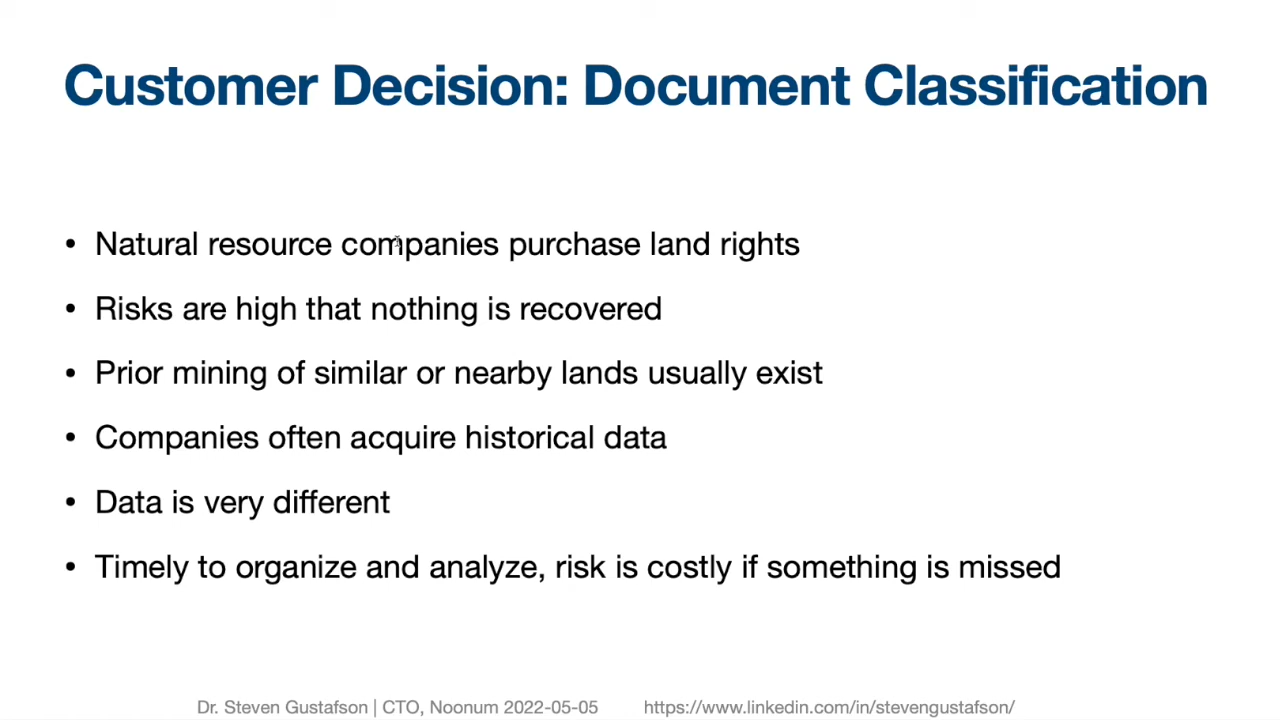 Customer Decision: Document Classification
• Natural resource companies purchase land rights
• Risks are high that nothing is recovered
• Prior mining of similar or nearby lands usually exist
• Companies often acquire historical data
• Data is very different
• Timely to organize and analyze, risk is costly if something is missed
Dr. Steven Gustafson | CTO, Noonum 2022-05-05 https://www.linkedin.com/in/stevengustafson/